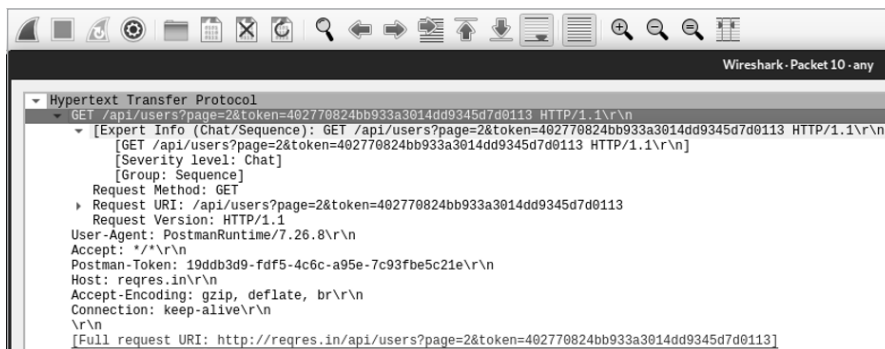 Wireshark · Packet 10 · any
Hypertext Transfer Protocol
GET /api/users?page=2&token=402770824bb933a3014dd9345d7d0113 HTTP/1.1\r\n
[Expert Info (Chat/Sequence): GET /api/users?page=2&token=402770824bb933a3014dd9345d7d0113 HTTP/1.1\r\n
[GET /api/users?page=2&token=402770824bb933a3014dd9345d7d0113 HTTP/1.1\r\n]
[Severity level: Chat]
[Group: Sequence]
Request Method: GET
Request URI: /api/users?page=2&token=402770824bb933a3014dd9345d7d0113
Request Version: HTTP/1.1
User-Agent: PostmanRuntime/7.26.8\r\n
Accept: */*\r\n
Postman-Token: 19ddb3d9-fdf5-4c6c-a95e-7c93fbe5c21e\r\n
Host: reqres.in\r\n
Accept-Encoding: gzip, deflate, br\r\n
Connection: keep-alive\r\n
\r\n
[Full request URI: http://reqres.in/api/users?page=2&token=402770824bb933a3014dd9345d7d0113]